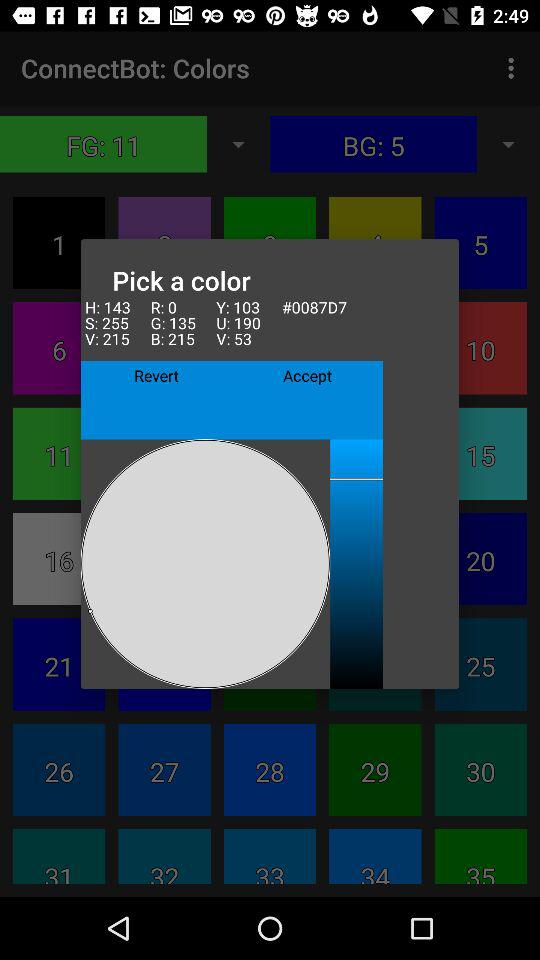 2:49
ConnectBot: Colors
FG: 11 BG: 5
1 5
Pick a color
H: 143 R: 0 Y: 103 #0087D7
S: 255 G: 135 U: 190
V: 215 B: 215 V: 53
6 10
Revert Accept
11 15
16 20
21 25
26 27 28 29 30
31 32 33 34 35